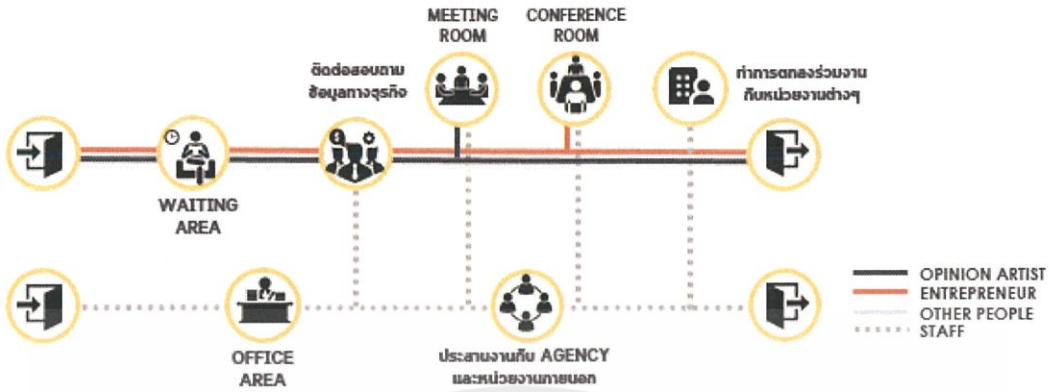 MEETING
ROOM
CONFERENCE
ROOM
ติดต่อสอบถาม
ข้อมูลทางธุรกิจ
ทำการตกลงร่วมงาน
กับหน่วยงานต่างๆ
WAITING
AREA
OFFICE
AREA
ประสานงานกับ AGENCY
และหน่วยงานภายนอก
OPINION ARTIST
ENTREPRENEUR
OTHER PEOPLE
STAFF